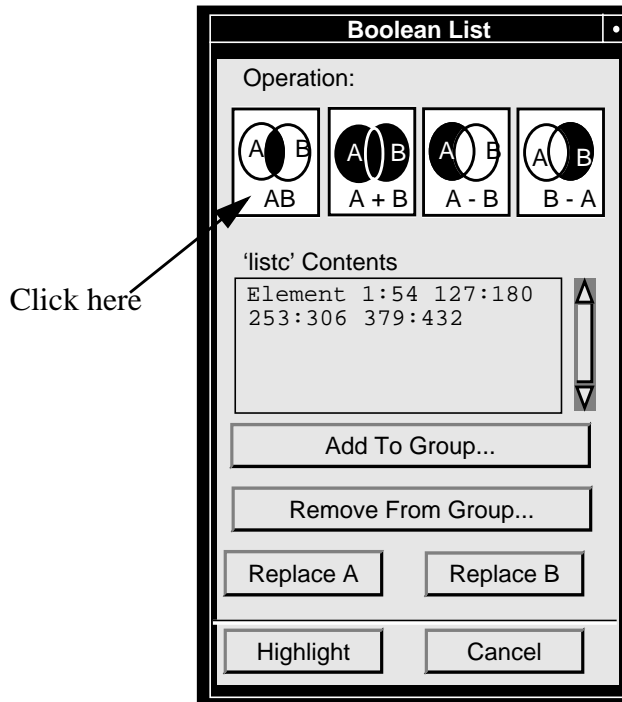 Boolean List
Operation:
A B A B A B A B
AB A + B A - B B - A
Click here
‘listc’ Contents
Element 1:54 127:180
253:306 379:432
Add To Group...
Remove From Group...
Replace A Replace B
Highlight Cancel